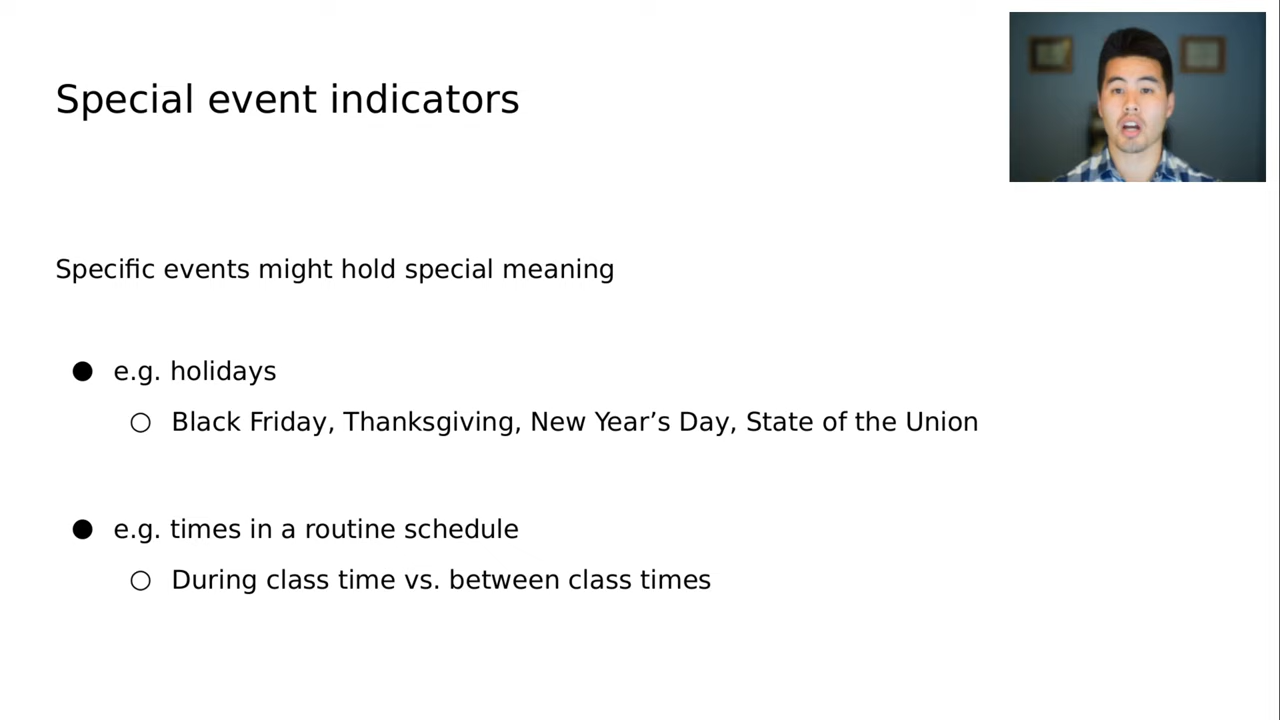 Special event indicators
Specific events might hold special meaning
● e.g. holidays
○ Black Friday, Thanksgiving, New Year’s Day, State of the Union
● e.g. times in a routine schedule
○ During class time vs. between class times